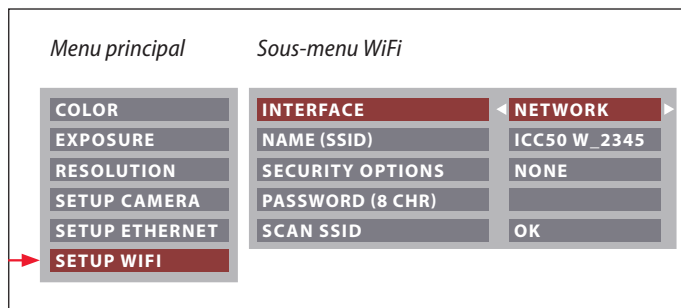 Menu principal
Sous-menu WiFi
COLOR
EXPOSURE
RESOLUTION
SETUP CAMERA
SETUP ETHERNET
SETUP WIFI
INTERFACE NETWORK
NAME (SSID) ICC50 W_2345
SECURITY OPTIONS NONE
PASSWORD (8 CHR)
SCAN SSID OK